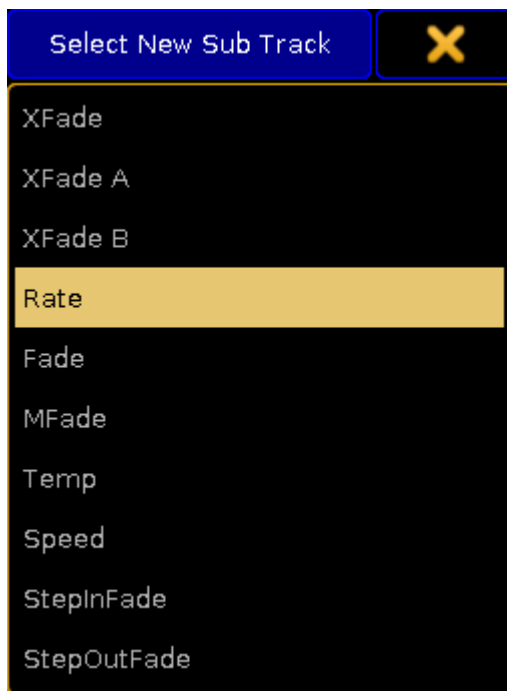 Select New Sub Track
XFade
XFade A
XFade B
Rate
Fade
MFade
Temp
Speed
StepInFade
StepOutFade